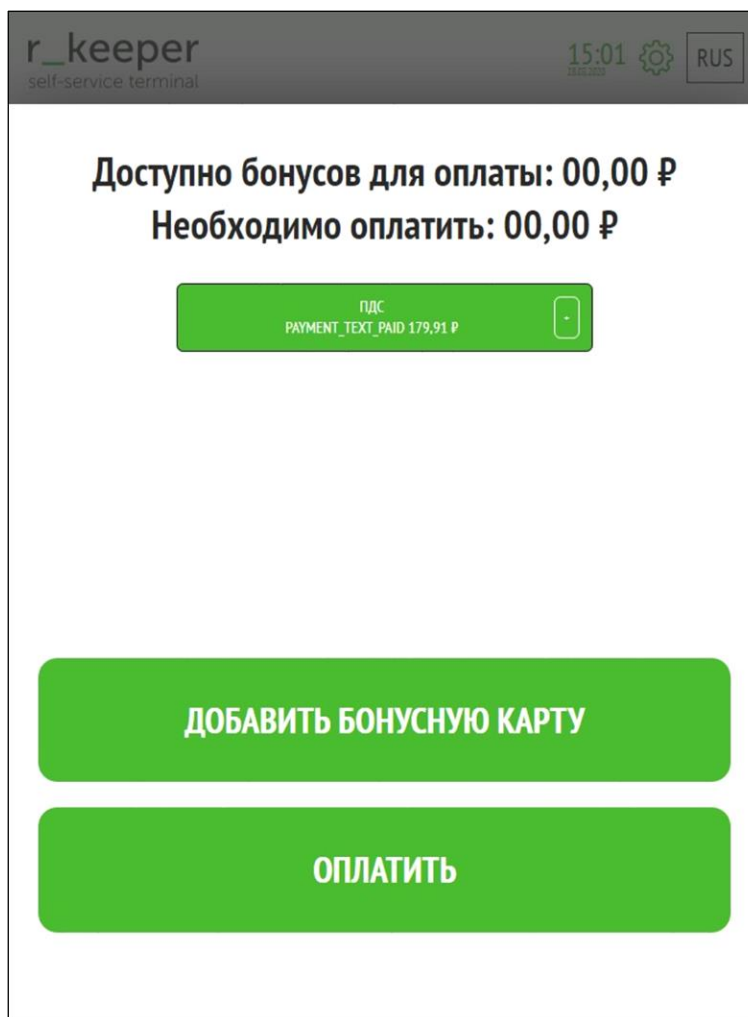 r_keeper
self-service terminal
15:01
RUS
Доступно бонусов для оплаты: 00,00 ₽
Необходимо оплатить: 00,00 ₽
ПДС
PAYMENT_TEXT_PAID 179,91 ₽
-
ДОБАВИТЬ БОНУСНУЮ КАРТУ
ОПЛАТИТЬ